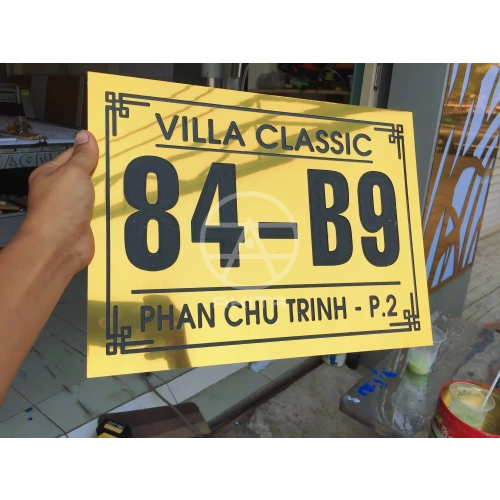 VILLA CLASSIC
84-B9
PHAN CHU TRINH - P.2